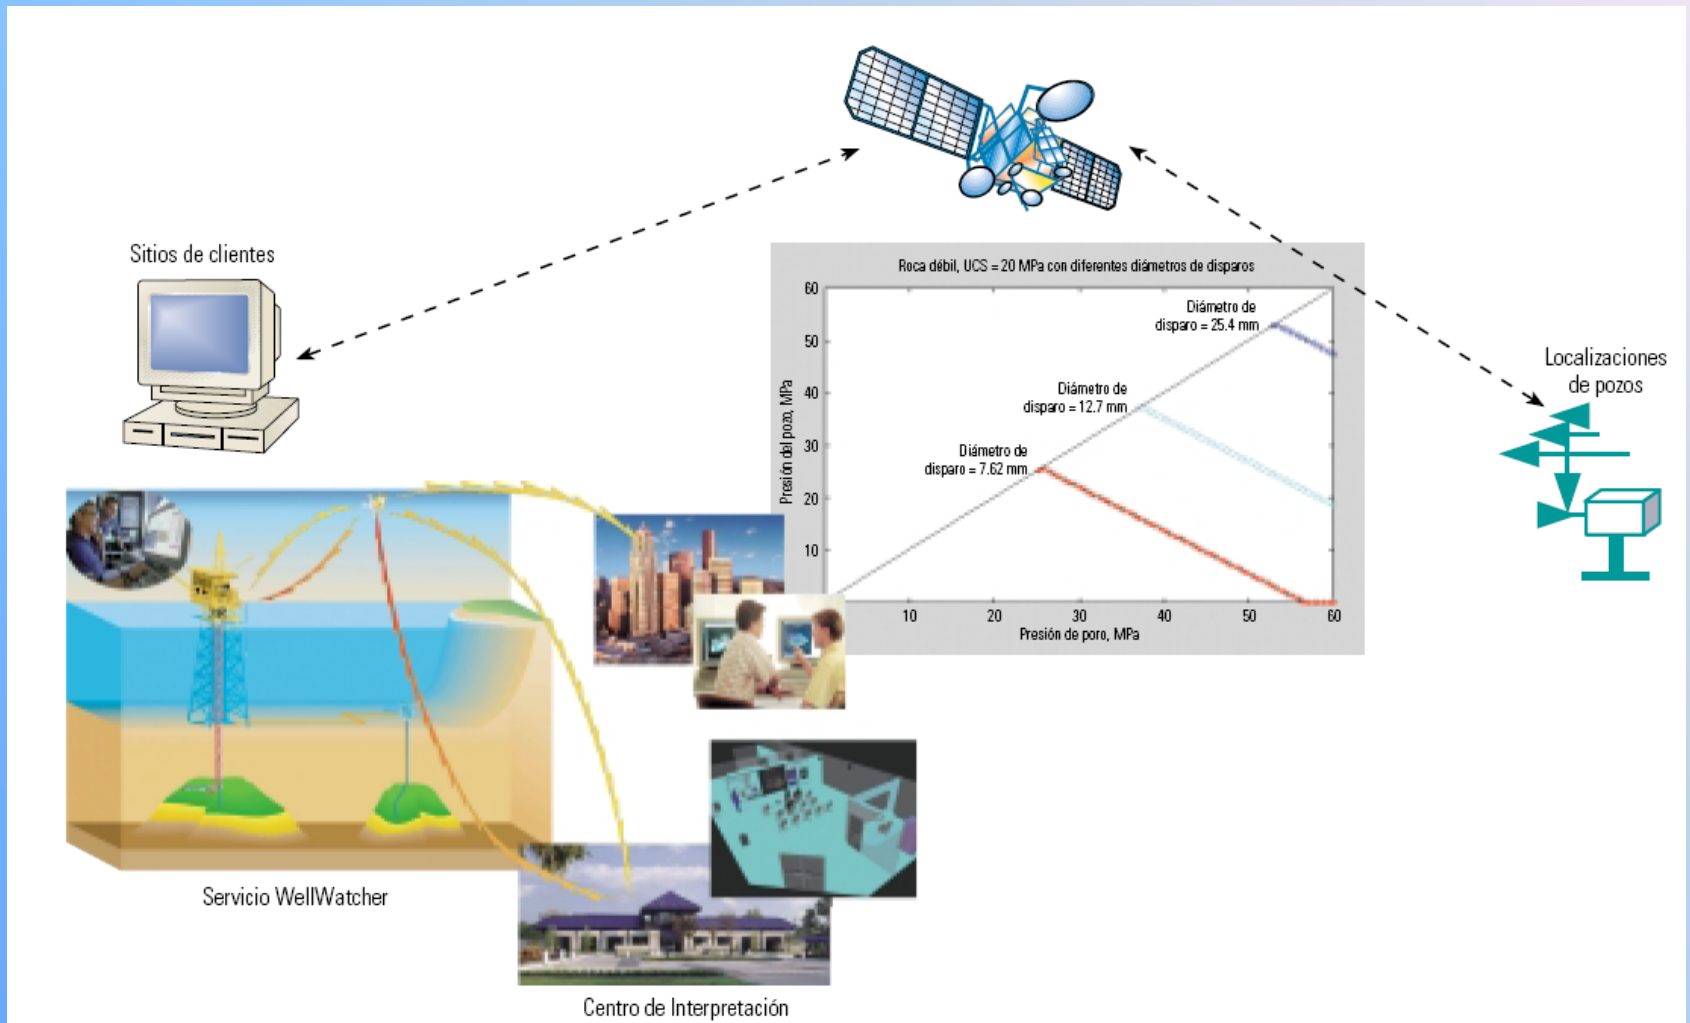 Sitios de clientes
Roca débil, UCS = 20 MPa con diferentes diámetros de disparos
60
50
40
30
20
10
Presión del pozo, MPa
Diámetro de
disparo = 25.4 mm
Diámetro de
disparo = 12.7 mm
Diámetro de
disparo = 7.62 mm
10
20
30
40
50
60
Presión de poro, MPa
Localizaciones
de pozos
Servicio WellWatcher
Centro de Interpretación